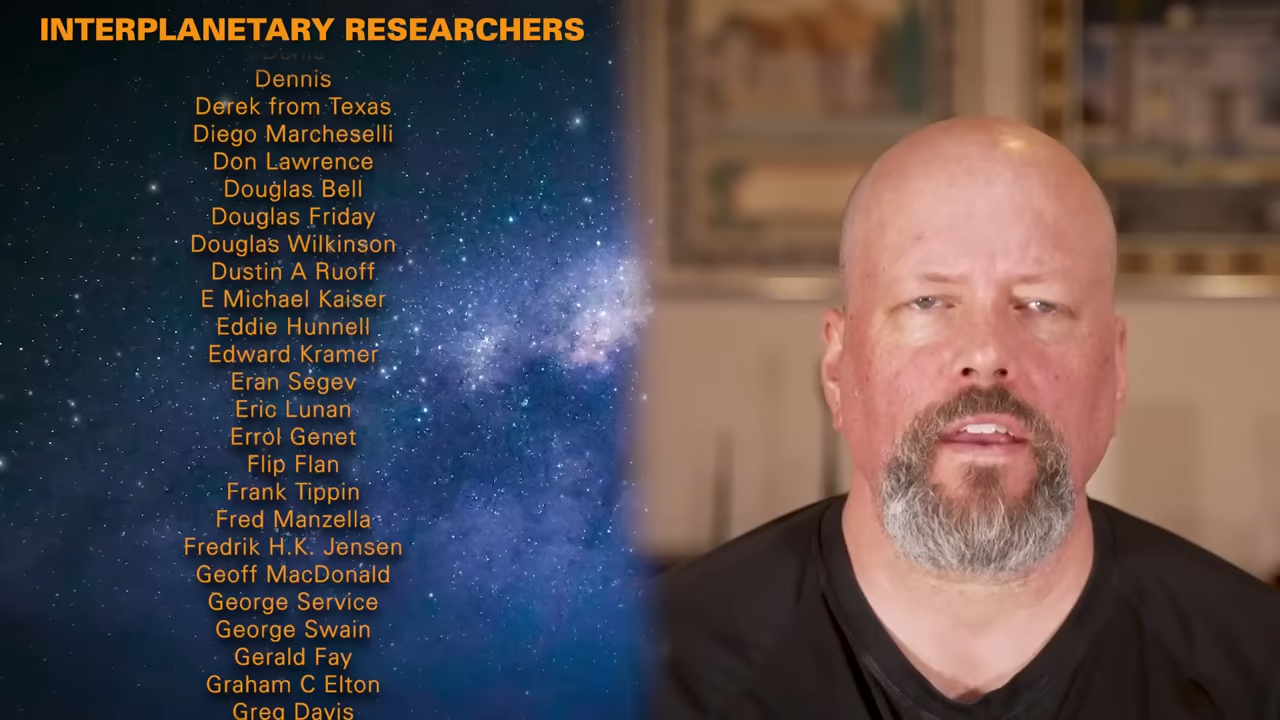 INTERPLANETARY RESEARCHERS
Dennis
Derek from Texas
Diego Marcheselli
Don Lawrence
Douglas Bell
Douglas Friday
Douglas Wilkinson
Dustin A Ruoff
E Michael Kaiser
Eddie Hunnell
Edward Kramer
Eran Segev
Eric Lunan
Errol Genet
Flip Flan
Frank Tippin
Fred Manzella
Fredrik H.K. Jensen
Geoff MacDonald
George Service
George Swain
Gerald Fay
Graham C Elton
Greg Davis